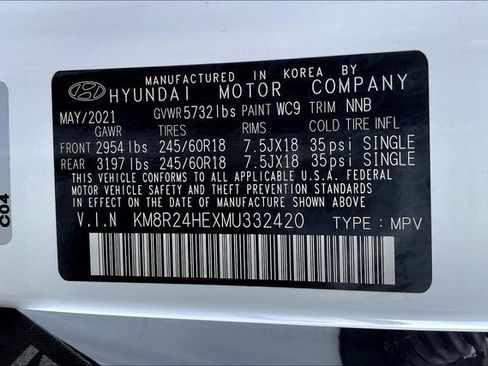 MANUFACTURED IN KOREA BY
HYUNDAI MOTOR COMPANY
MAY/2021 GVWR 5732 lbs PAINT WC9 TRIM NNB
GAWR TIRES RIMS COLD TIRE INFL
FRONT 2954 lbs 245/60R18 7.5JX18 35psi SINGLE
REAR 3197 lbs 245/60R18 7.5JX18 35psi SINGLE
THIS VEHICLE CONFORMS TO ALL APPLICABLE U.S.A. FEDERAL
MOTOR VEHICLE SAFETY AND THEFT PREVENTION STANDARDS
IN EFFECT ON THE DATE OF MANUFACTURE SHOWN ABOVE.
V.I.N KM8R24HEXMU332420 TYPE : MPV
C04